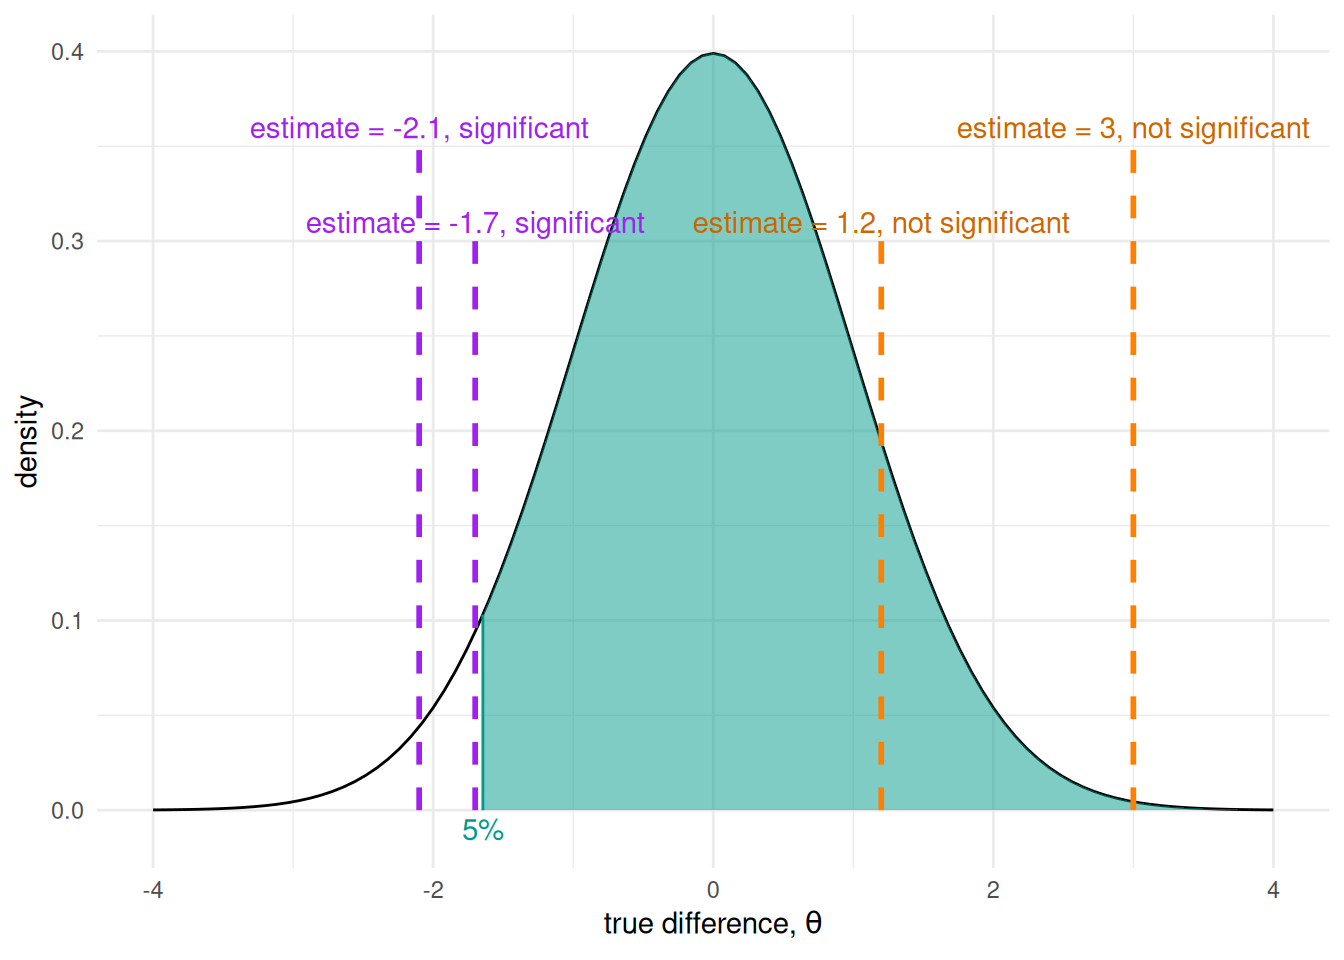 0.4
estimate = -2.1, significant
estimate = 3, not significant
estimate = -1.7, significant
estimate = 1.2, not significant
0.3
density
0.2
0.1
0.0
5%
-4
-2
0
2
4
true difference, θ